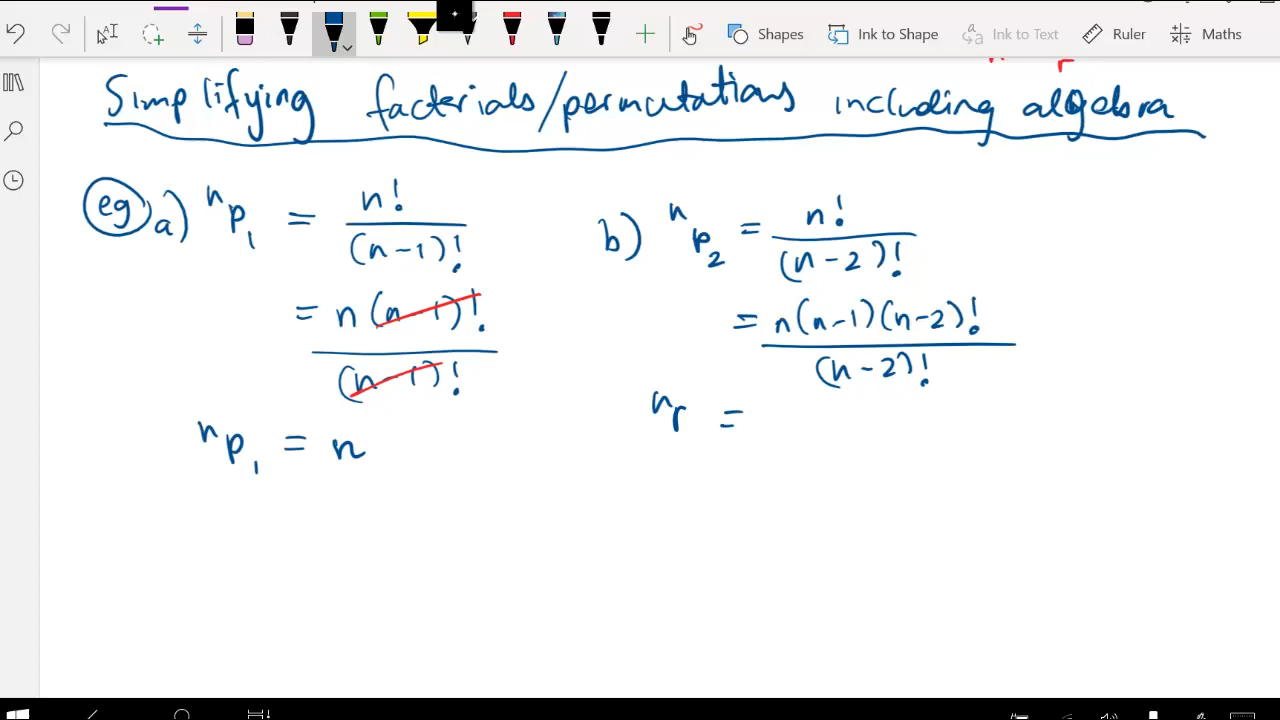 Shapes Ink to Shape Ink to Text Ruler Maths
Simplifying facterials/permutations including algebra
eg a) ⁿP₁ = n! / (n-1)!
= n(n-1)! / (n-1)!
ⁿP₁ = n
b) ⁿP₂ = n! / (n-2)!
= n(n-1)(n-2)! / (n-2)!
ⁿr =